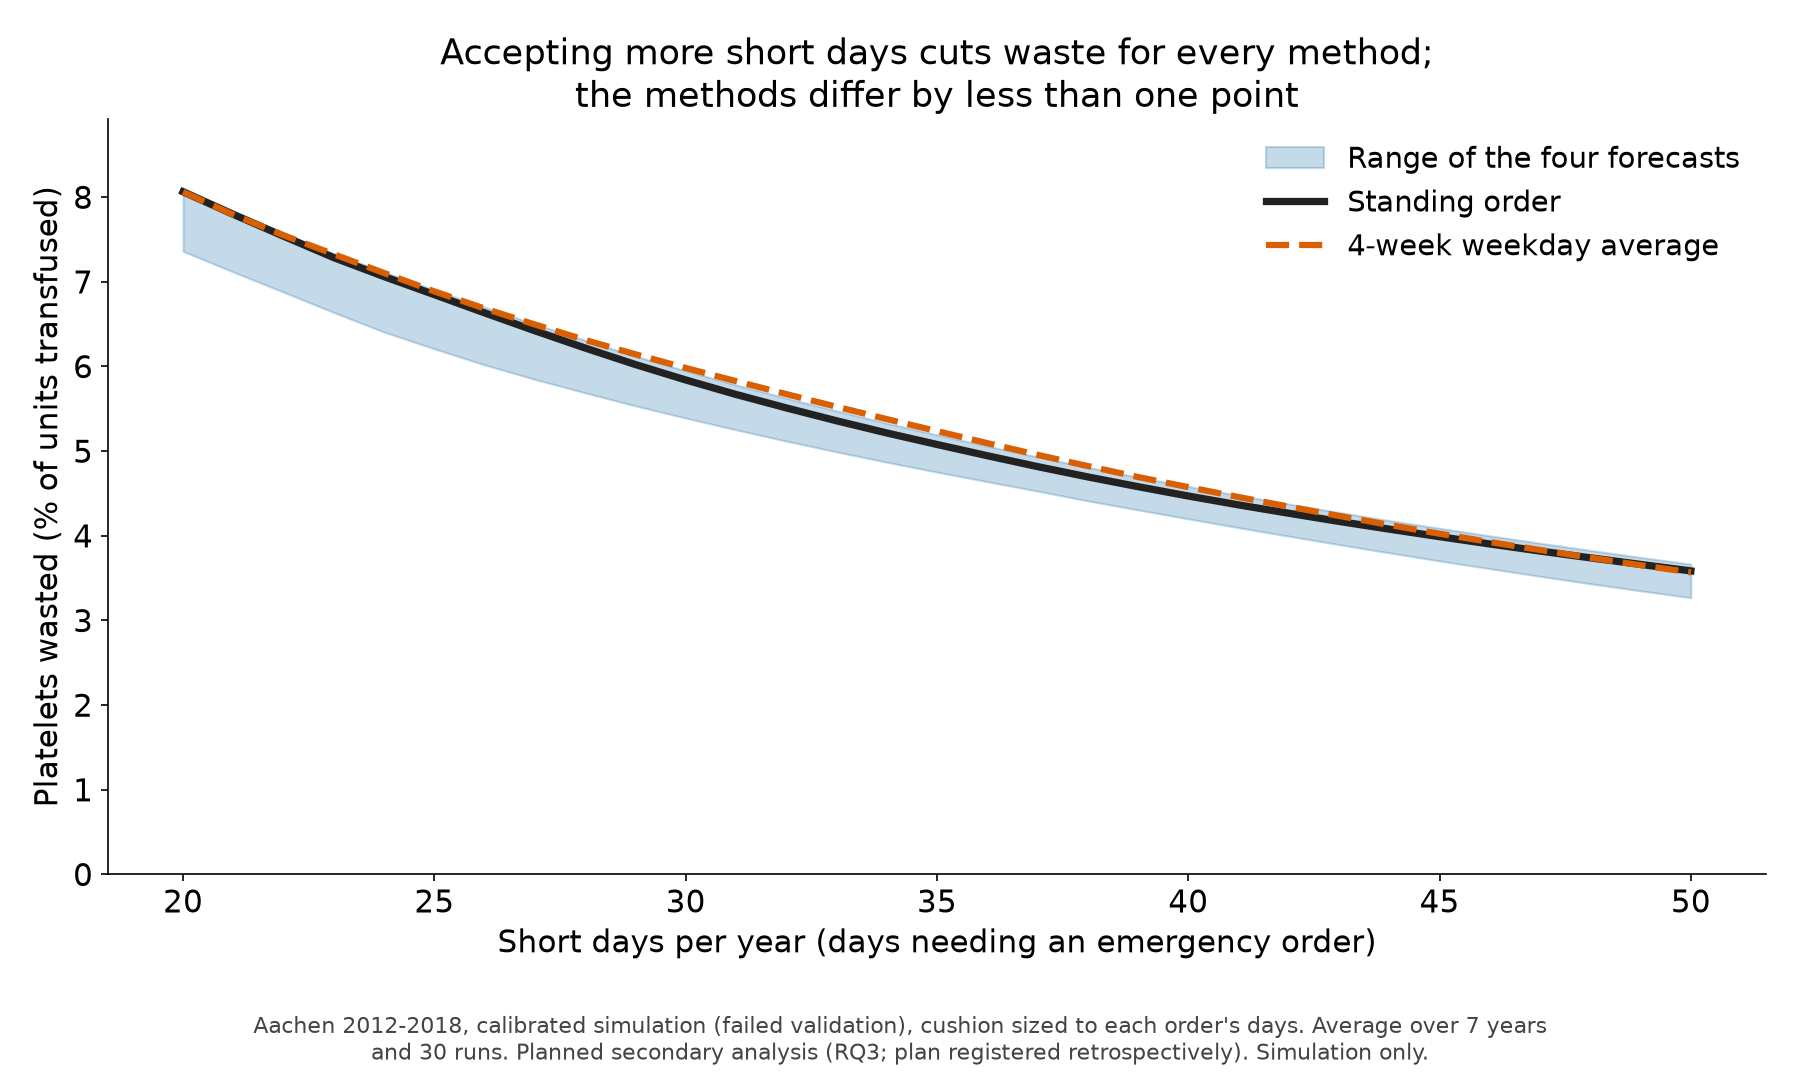 Accepting more short days cuts waste for every method;
the methods differ by less than one point
Range of the four forecasts
Standing order
4-week weekday average
Platelets wasted (% of units transfused)
8
7
6
5
4
3
2
1
0
20 25 30 35 40 45 50
Short days per year (days needing an emergency order)
Aachen 2012-2018, calibrated simulation (failed validation), cushion sized to each order's days. Average over 7 years
and 30 runs. Planned secondary analysis (RQ3; plan registered retrospectively). Simulation only.